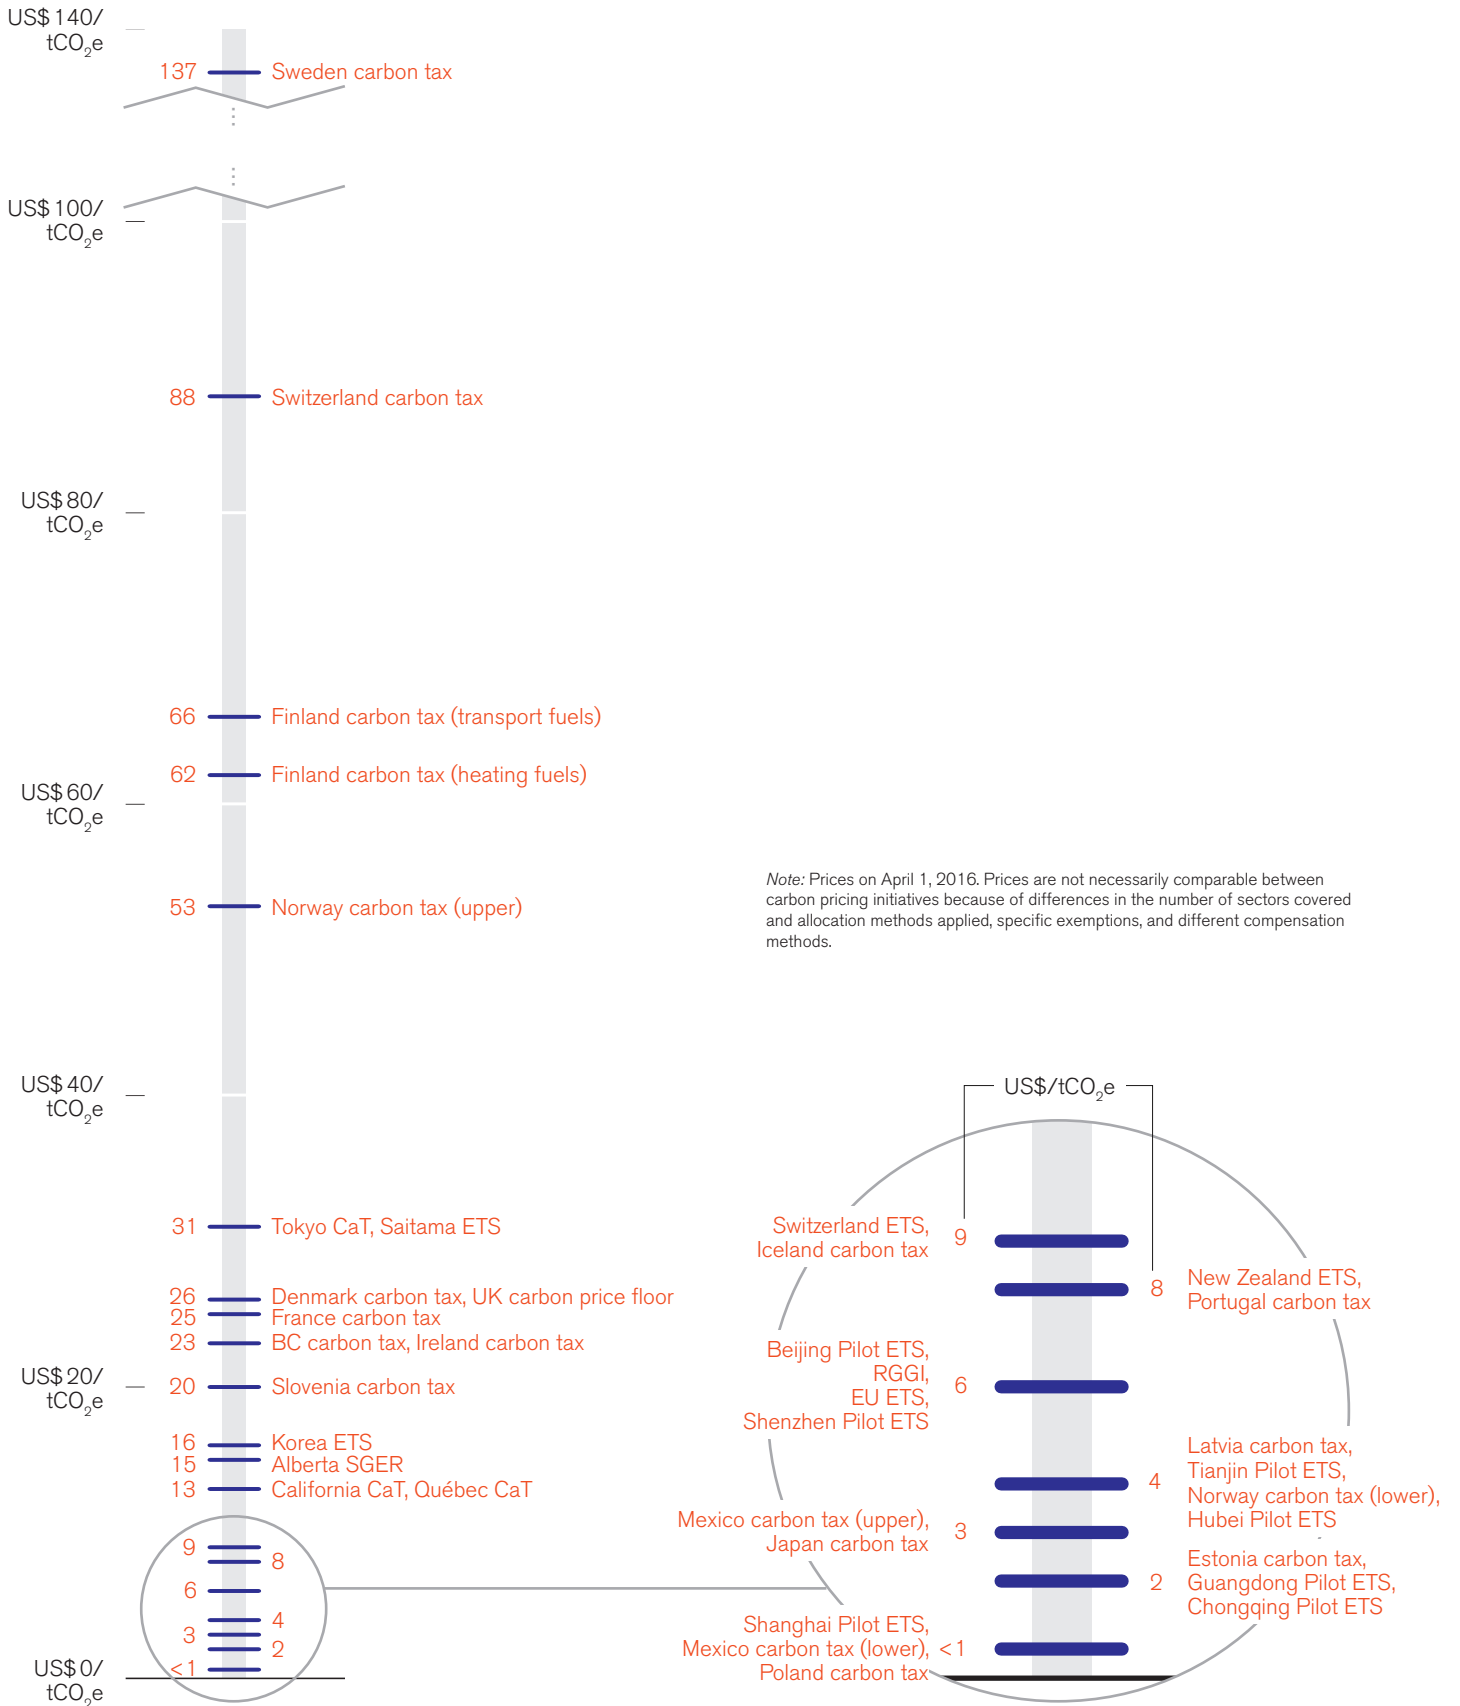 US$ 140/
tCO₂e
137 Sweden carbon tax
US$ 100/
tCO₂e
88 Switzerland carbon tax
US$ 80/
tCO₂e
66 Finland carbon tax (transport fuels)
62 Finland carbon tax (heating fuels)
US$ 60/
tCO₂e
53 Norway carbon tax (upper)
US$ 40/
tCO₂e
31 Tokyo CaT, Saitama ETS
26 Denmark carbon tax, UK carbon price floor
25 France carbon tax
23 BC carbon tax, Ireland carbon tax
US$ 20/
tCO₂e
20 Slovenia carbon tax
16 Korea ETS
15 Alberta SGER
13 California CaT, Québec CaT
9
8
6
4
3
2
<1
US$ 0/
tCO₂e
Note: Prices on April 1, 2016. Prices are not necessarily comparable between
carbon pricing initiatives because of differences in the number of sectors covered
and allocation methods applied, specific exemptions, and different compensation
methods.
US$/tCO₂e
Switzerland ETS,
Iceland carbon tax
9
8
New Zealand ETS,
Portugal carbon tax
Beijing Pilot ETS,
RGGI,
EU ETS,
Shenzhen Pilot ETS
6
4
Latvia carbon tax,
Tianjin Pilot ETS,
Norway carbon tax (lower),
Hubei Pilot ETS
Mexico carbon tax (upper),
Japan carbon tax
3
2
Estonia carbon tax,
Guangdong Pilot ETS,
Chongqing Pilot ETS
Shanghai Pilot ETS,
Mexico carbon tax (lower),
Poland carbon tax
<1